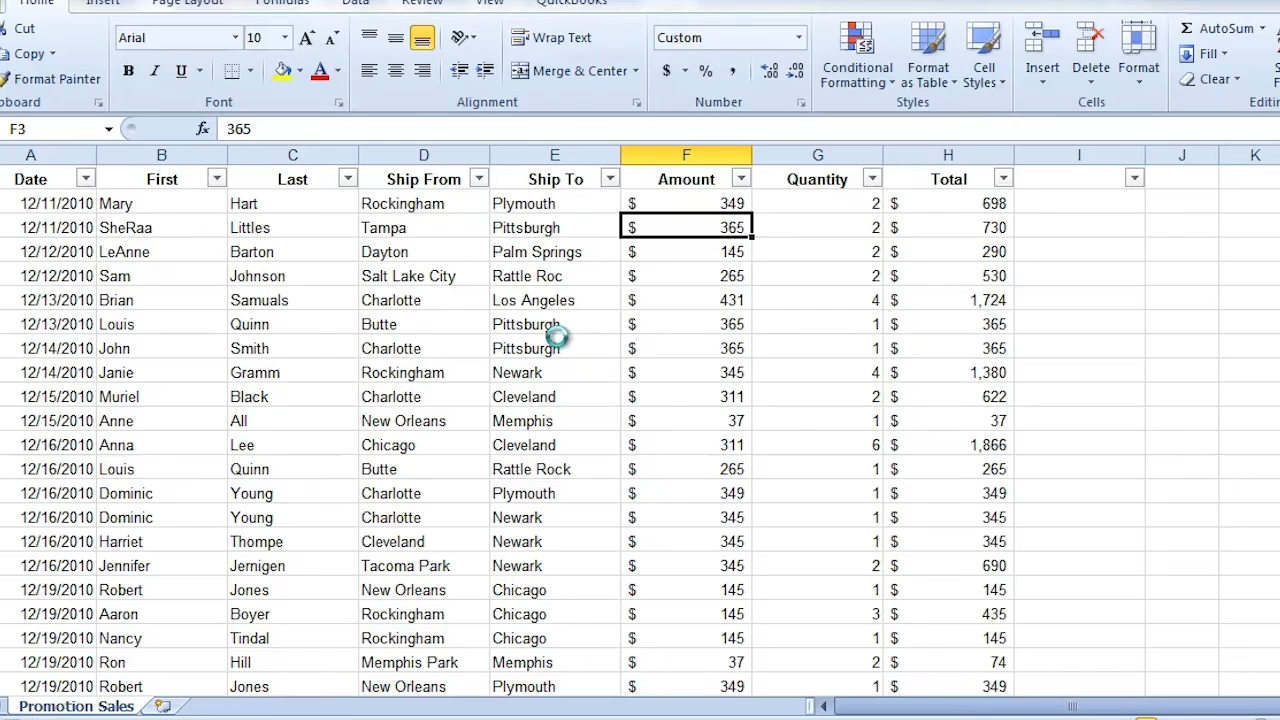 Home Insert Page Layout Formulas Data Review View QuickBooks
Cut Arial 10 Wrap Text Custom AutoSum
Copy Fill
Format Painter B I U Merge & Center $ % , Conditional Formatting Format as Table Cell Styles Insert Delete Format Clear
Font Alignment Number Styles Cells
F3 fx 365
A B C D E F G H I J K
Date First Last Ship From Ship To Amount Quantity Total
12/11/2010 Mary Hart Rockingham Plymouth $ 349 2 $ 698
12/11/2010 SheRaa Littles Tampa Pittsburgh $ 365 2 $ 730
12/12/2010 LeAnne Barton Dayton Palm Springs $ 145 2 $ 290
12/12/2010 Sam Johnson Salt Lake City Rattle Roc $ 265 2 $ 530
12/13/2010 Brian Samuals Charlotte Los Angeles $ 431 4 $ 1,724
12/13/2010 Louis Quinn Butte Pittsburgh $ 365 1 $ 365
12/14/2010 John Smith Charlotte Pittsburgh $ 365 1 $ 365
12/14/2010 Janie Gramm Rockingham Newark $ 345 4 $ 1,380
12/15/2010 Muriel Black Charlotte Cleveland $ 311 2 $ 622
12/15/2010 Anne All New Orleans Memphis $ 37 1 $ 37
12/16/2010 Anna Lee Chicago Cleveland $ 311 6 $ 1,866
12/16/2010 Louis Quinn Butte Rattle Rock $ 265 1 $ 265
12/16/2010 Dominic Young Charlotte Plymouth $ 349 1 $ 349
12/16/2010 Dominic Young Charlotte Newark $ 345 1 $ 345
12/16/2010 Harriet Thompe Cleveland Newark $ 345 1 $ 345
12/16/2010 Jennifer Jernigen Tacoma Park Newark $ 345 2 $ 690
12/19/2010 Robert Jones New Orleans Chicago $ 145 1 $ 145
12/19/2010 Aaron Boyer Rockingham Chicago $ 145 3 $ 435
12/19/2010 Nancy Tindal Rockingham Chicago $ 145 1 $ 145
12/19/2010 Ron Hill Memphis Park Memphis $ 37 2 $ 74
12/19/2010 Robert Jones New Orleans Plymouth $ 349 1 $ 349
Promotion Sales